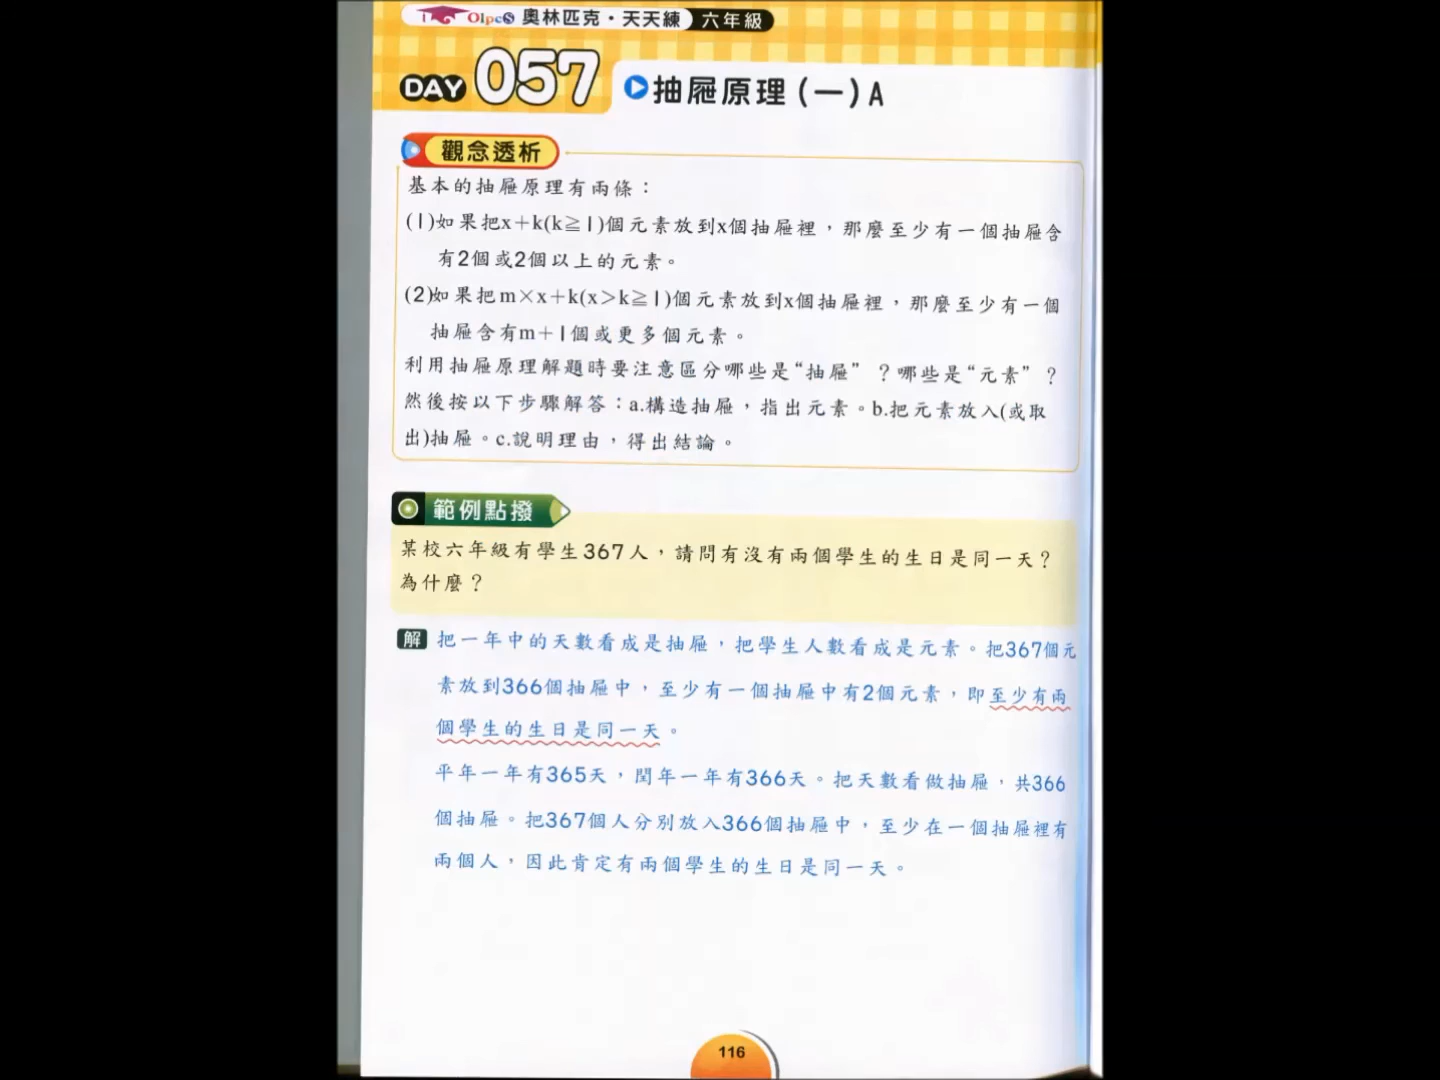 Olpcs 奧林匹克・天天練 六年級
DAY 057 抽屜原理(一)A
觀念透析
基本的抽屜原理有兩條：
(1)如果把x＋k(k≧1)個元素放到x個抽屜裡，那麼至少有一個抽屜含
有2個或2個以上的元素。
(2)如果把m×x＋k(x>k≧1)個元素放到x個抽屜裡，那麼至少有一個
抽屜含有m＋1個或更多個元素。
利用抽屜原理解題時要注意區分哪些是“抽屜”？哪些是“元素”？
然後按以下步驟解答：a.構造抽屜，指出元素。b.把元素放入(或取
出)抽屜。c.說明理由，得出結論。
範例點撥
某校六年級有學生367人，請問有沒有兩個學生的生日是同一天？
為什麼？
解 把一年中的天數看成是抽屜，把學生人數看成是元素。把367個元
素放到366個抽屜中，至少有一個抽屜中有2個元素，即至少有兩
個學生的生日是同一天。
平年一年有365天，閏年一年有366天。把天數看做抽屜，共366
個抽屜。把367個人分別放入366個抽屜中，至少在一個抽屜裡有
兩個人，因此肯定有兩個學生的生日是同一天。
116